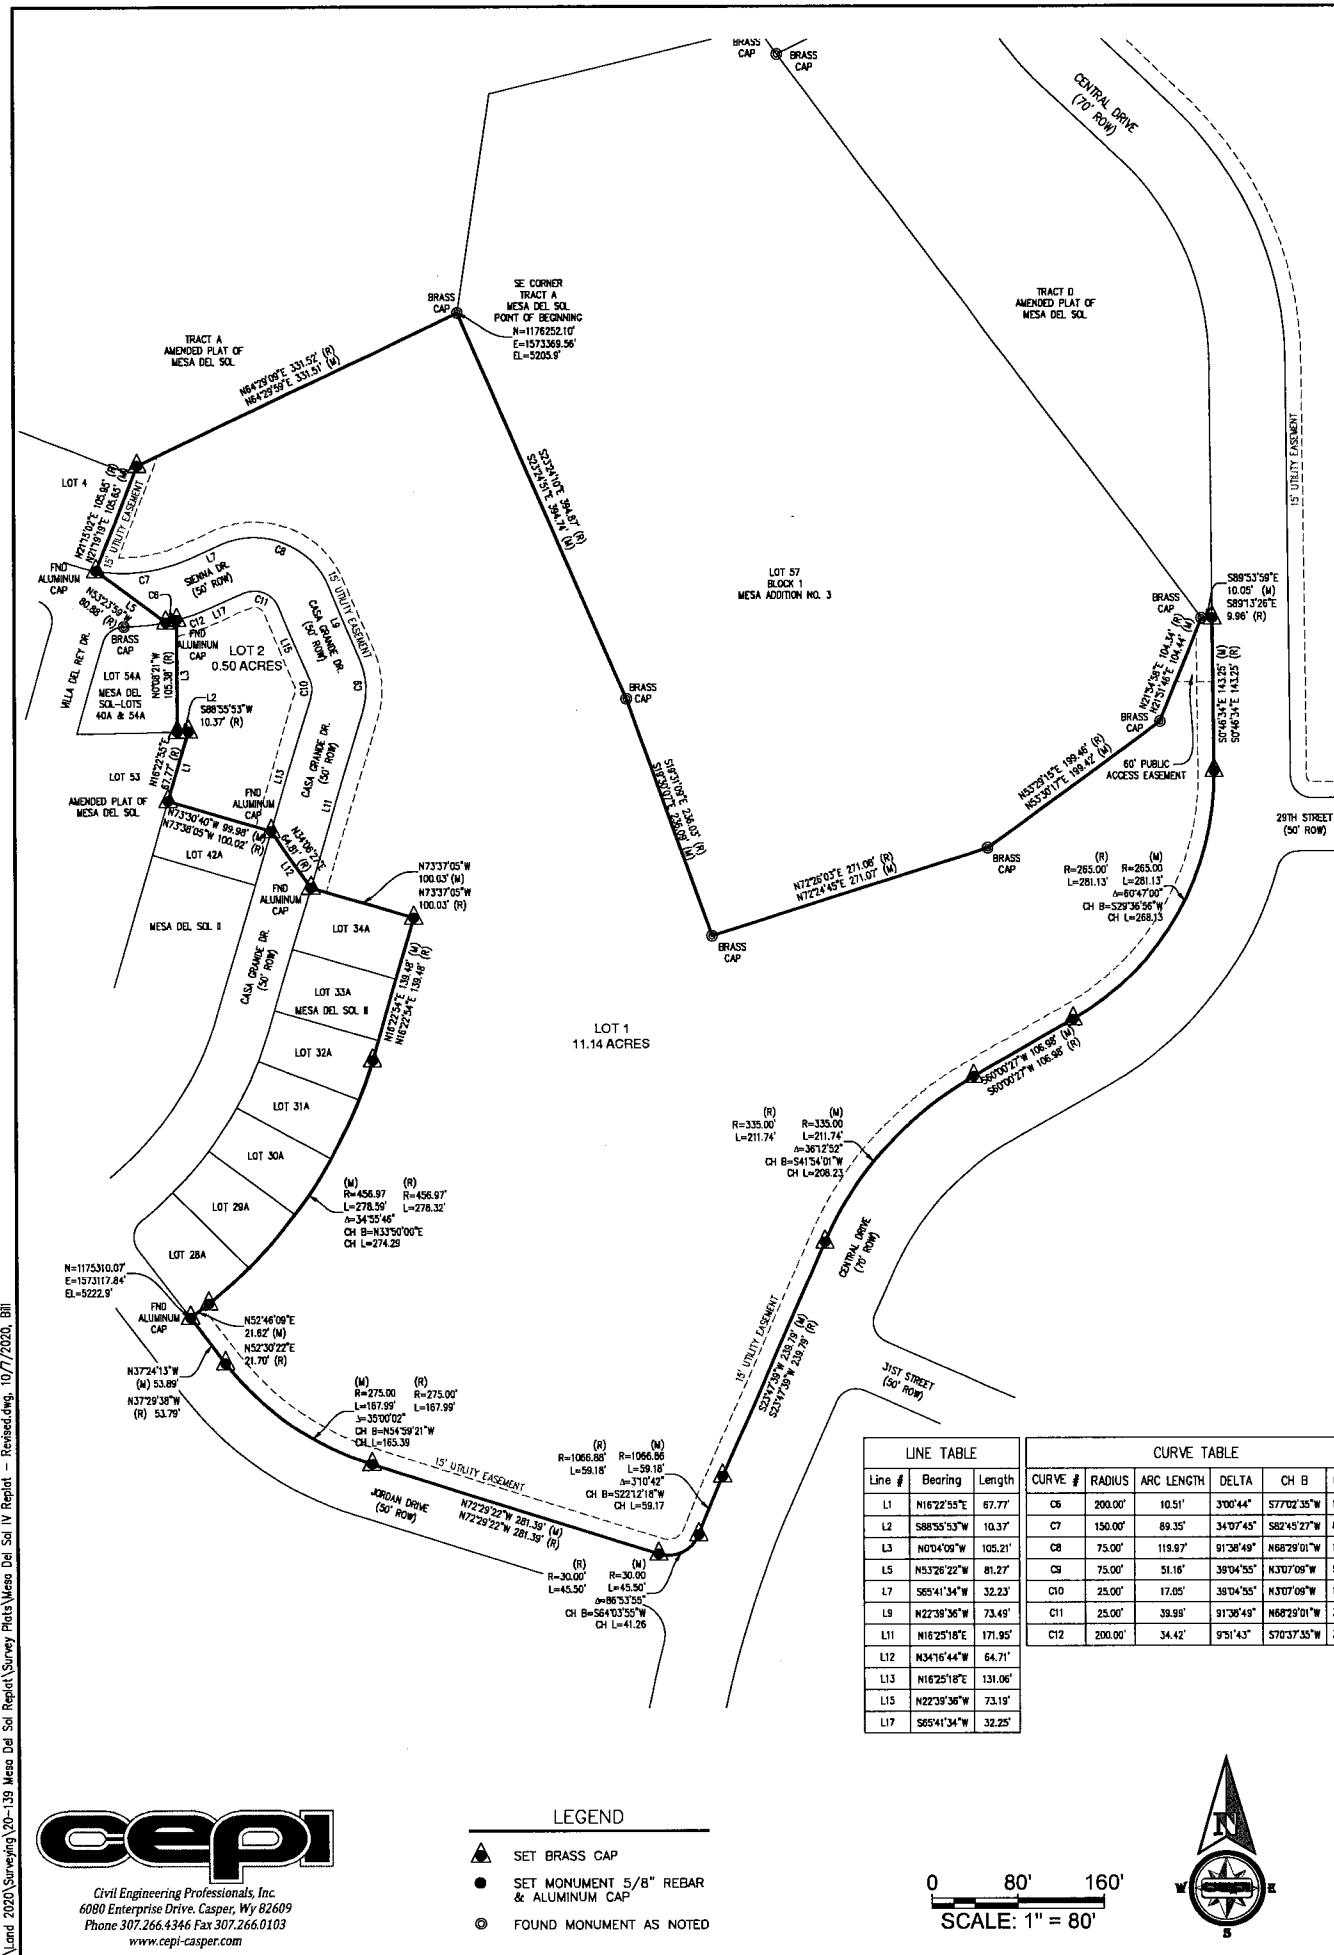 BRASS
CAP
BRASS
CAP
CENTRAL DRIVE
(70' ROW)
SE CORNER
TRACT A
MESA DEL SOL
POINT OF BEGINNING
N=1176252.10'
E=1573369.56'
EL=5205.9'
BRASS
CAP
TRACT D
AMENDED PLAT OF
MESA DEL SOL
TRACT A
AMENDED PLAT OF
MESA DEL SOL
N64°29'09"E 331.52' (R)
N64°29'59"E 331.51' (M)
15' UTILITY EASEMENT
LOT 4
N21°15'02"E 105.95' (R)
N21°19'19"E 105.65' (M)
15' UTILITY EASEMENT
S23°24'10"E 394.87' (R)
S23°24'51"E 394.74' (M)
FND
ALUMINUM
CAP
C7
L7
C8
SIENNA DR.
(50' ROW)
15' UTILITY EASEMENT
N53°23'59"W
80.88' (R)
L5
C6
C12
L17
C11
CASA GRANDE DR.
(50' ROW)
L9
LOT 57
BLOCK 1
MESA ADDITION NO. 3
BRASS
CAP
S89°53'59"E
10.05' (M)
S89°13'26"E
9.96' (R)
BRASS
CAP
FND
ALUMINUM
CAP
LOT 2
0.50 ACRES
L15
VILLA DEL REY DR.
LOT 54A
MESA DEL
SOL-LOTS
40A & 54A
N0°08'21"W
105.38' (R)
L3
L2
S88°55'53"W
10.37' (R)
C10
C9
BRASS
CAP
N21°54'58"E 104.34' (R)
N21°51'46"E 104.44' (M)
S0°46'34"E 143.25' (M)
S0°46'34"E 143.25' (R)
BRASS
CAP
60' PUBLIC
ACCESS EASEMENT
LOT 53
N16°22'55"E
67.77' (R)
L1
CASA GRANDE DR.
(50' ROW)
L13
L11
AMENDED PLAT OF
MESA DEL SOL
FND
ALUMINUM
CAP
N73°30'40"W 99.98' (M)
N73°38'05"W 100.02' (R)
N34°06'27"E
64.81' (R)
L12
LOT 42A
S19°31'09"E 236.03' (R)
S19°30'07"E 236.09' (M)
N53°29'15"E 199.46' (R)
N53°30'17"E 199.42' (M)
29TH STREET
(50' ROW)
BRASS
CAP
N72°26'03"E 271.08' (R)
N72°24'45"E 271.07' (M)
(R) (M)
R=265.00' R=265.00
L=281.13' L=281.13'
Δ=60°47'00"
CH B=S29°36'56"W
CH L=268.13
N73°37'05"W
100.03' (M)
N73°37'05"W
100.03' (R)
FND
ALUMINUM
CAP
MESA DEL SOL II
LOT 34A
BRASS
CAP
CASA GRANDE DR.
(50' ROW)
LOT 33A
MESA DEL SOL II
N16°22'54"E 139.48' (M)
N16°22'54"E 139.48' (R)
LOT 1
11.14 ACRES
LOT 32A
S60°00'27"W 106.98' (M)
S60°00'27"W 106.98' (R)
LOT 31A
(R) (M)
R=335.00' R=335.00
L=211.74' L=211.74'
Δ=36°12'52"
CH B=S41°54'01"W
CH L=208.23
LOT 30A
(M) (R)
R=456.97 R=456.97'
L=278.59' L=278.32'
Δ=34°55'46"
CH B=N33°50'00"E
CH L=274.29
LOT 29A
LOT 28A
CENTRAL DRIVE
(70' ROW)
N=1175310.07'
E=1573117.84'
EL=5222.9'
FND
ALUMINUM
CAP
N52°46'09"E
21.62' (M)
N52°30'22"E
21.70' (R)
15' UTILITY EASEMENT
S23°47'39"W 239.79' (M)
S23°47'39"W 239.79' (R)
N37°24'13"W
(M) 53.89'
N37°29'38"W
(R) 53.79'
31ST STREET
(50' ROW)
(M) (R)
R=275.00 R=275.00'
L=167.99' L=167.99'
Δ=35°00'02"
CH B=N54°59'21"W
CH L=165.39
15' UTILITY EASEMENT
(R) (M)
R=1066.88' R=1066.86
L=59.18' L=59.18'
Δ=3°10'42"
CH B=S22°12'18"W
CH L=59.17
JORDAN DRIVE
(50' ROW)
N72°29'22"W 281.39' (M)
N72°29'22"W 281.39' (R)
(R) (M)
R=30.00' R=30.00
L=45.50' L=45.50'
Δ=86°53'55"
CH B=S64°03'55"W
CH L=41.26
LINE TABLE
Line # Bearing Length
L1 N16°22'55"E 67.77'
L2 S88°55'53"W 10.37'
L3 N0°04'09"W 105.21'
L5 N53°26'22"W 81.27'
L7 S65°41'34"W 32.23'
L9 N22°39'36"W 73.49'
L11 N16°25'18"E 171.95'
L12 N34°16'44"W 64.71'
L13 N16°25'18"E 131.06'
L15 N22°39'36"W 73.19'
L17 S65°41'34"W 32.25'
CURVE TABLE
CURVE # RADIUS ARC LENGTH DELTA CH B
C6 200.00' 10.51' 3°00'44" S77°02'35"W
C7 150.00' 89.35' 34°07'45" S82°45'27"W
C8 75.00' 119.97' 91°38'49" N68°29'01"W
C9 75.00' 51.16' 39°04'55" N3°07'09"W
C10 25.00' 17.05' 39°04'55" N3°07'09"W
C11 25.00' 39.99' 91°38'49" N68°29'01"W
C12 200.00' 34.42' 9°51'43" S70°37'35"W
\Land 2020\Surveying\20-139 Mesa Del Sol Replat\Survey Plats\Mesa Del Sol IV Replat - Revised.dwg, 10/7/2020, Bill
cepi
Civil Engineering Professionals, Inc.
6080 Enterprise Drive. Casper, Wy 82609
Phone 307.266.4346 Fax 307.266.0103
www.cepi-casper.com
LEGEND
SET BRASS CAP
SET MONUMENT 5/8" REBAR
& ALUMINUM CAP
FOUND MONUMENT AS NOTED
0 80' 160'
SCALE: 1" = 80'
N
W E
S